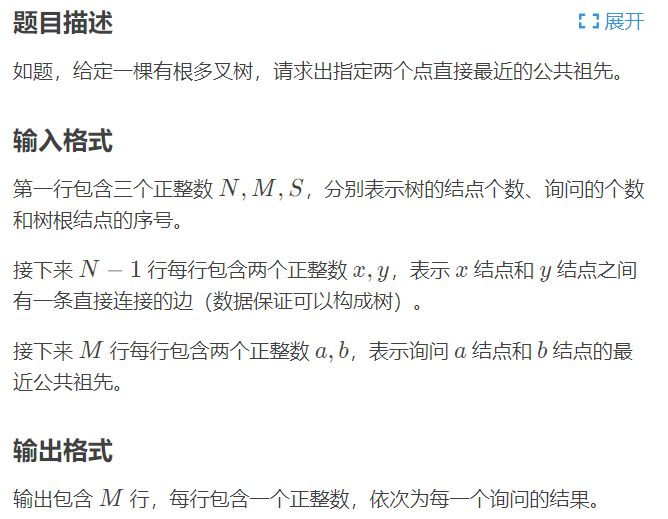 题目描述
展开
如题，给定一棵有根多叉树，请求出指定两个点直接最近的公共祖先。
输入格式
第一行包含三个正整数 N, M, S，分别表示树的结点个数、询问的个数
和树根结点的序号。
接下来 N − 1 行每行包含两个正整数 x, y，表示 x 结点和 y 结点之间
有一条直接连接的边（数据保证可以构成树）。
接下来 M 行每行包含两个正整数 a, b，表示询问 a 结点和 b 结点的最
近公共祖先。
输出格式
输出包含 M 行，每行包含一个正整数，依次为每一个询问的结果。